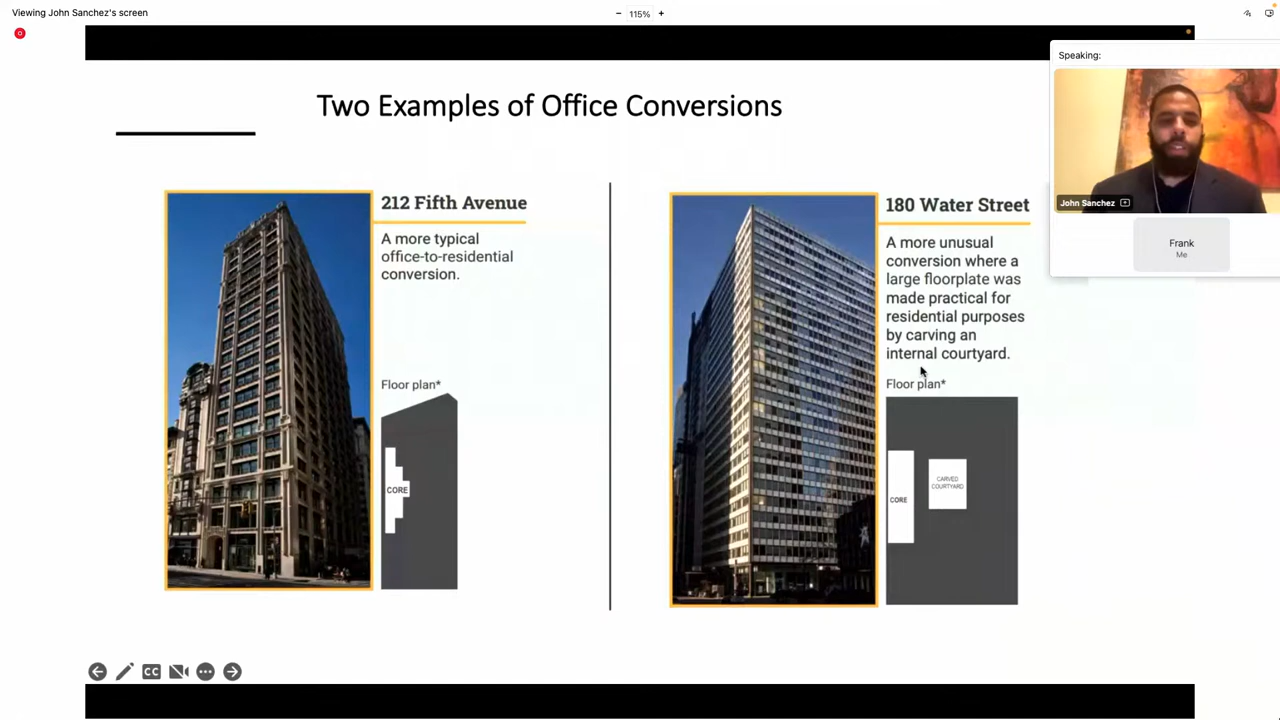 Viewing John Sanchez's screen
− 115% +
Speaking:
John Sanchez
Frank
Me
Two Examples of Office Conversions
212 Fifth Avenue
A more typical
office-to-residential
conversion.
Floor plan*
CORE
180 Water Street
A more unusual
conversion where a
large floorplate was
made practical for
residential purposes
by carving an
internal courtyard.
Floor plan*
CORE
CARVED
COURTYARD
CC